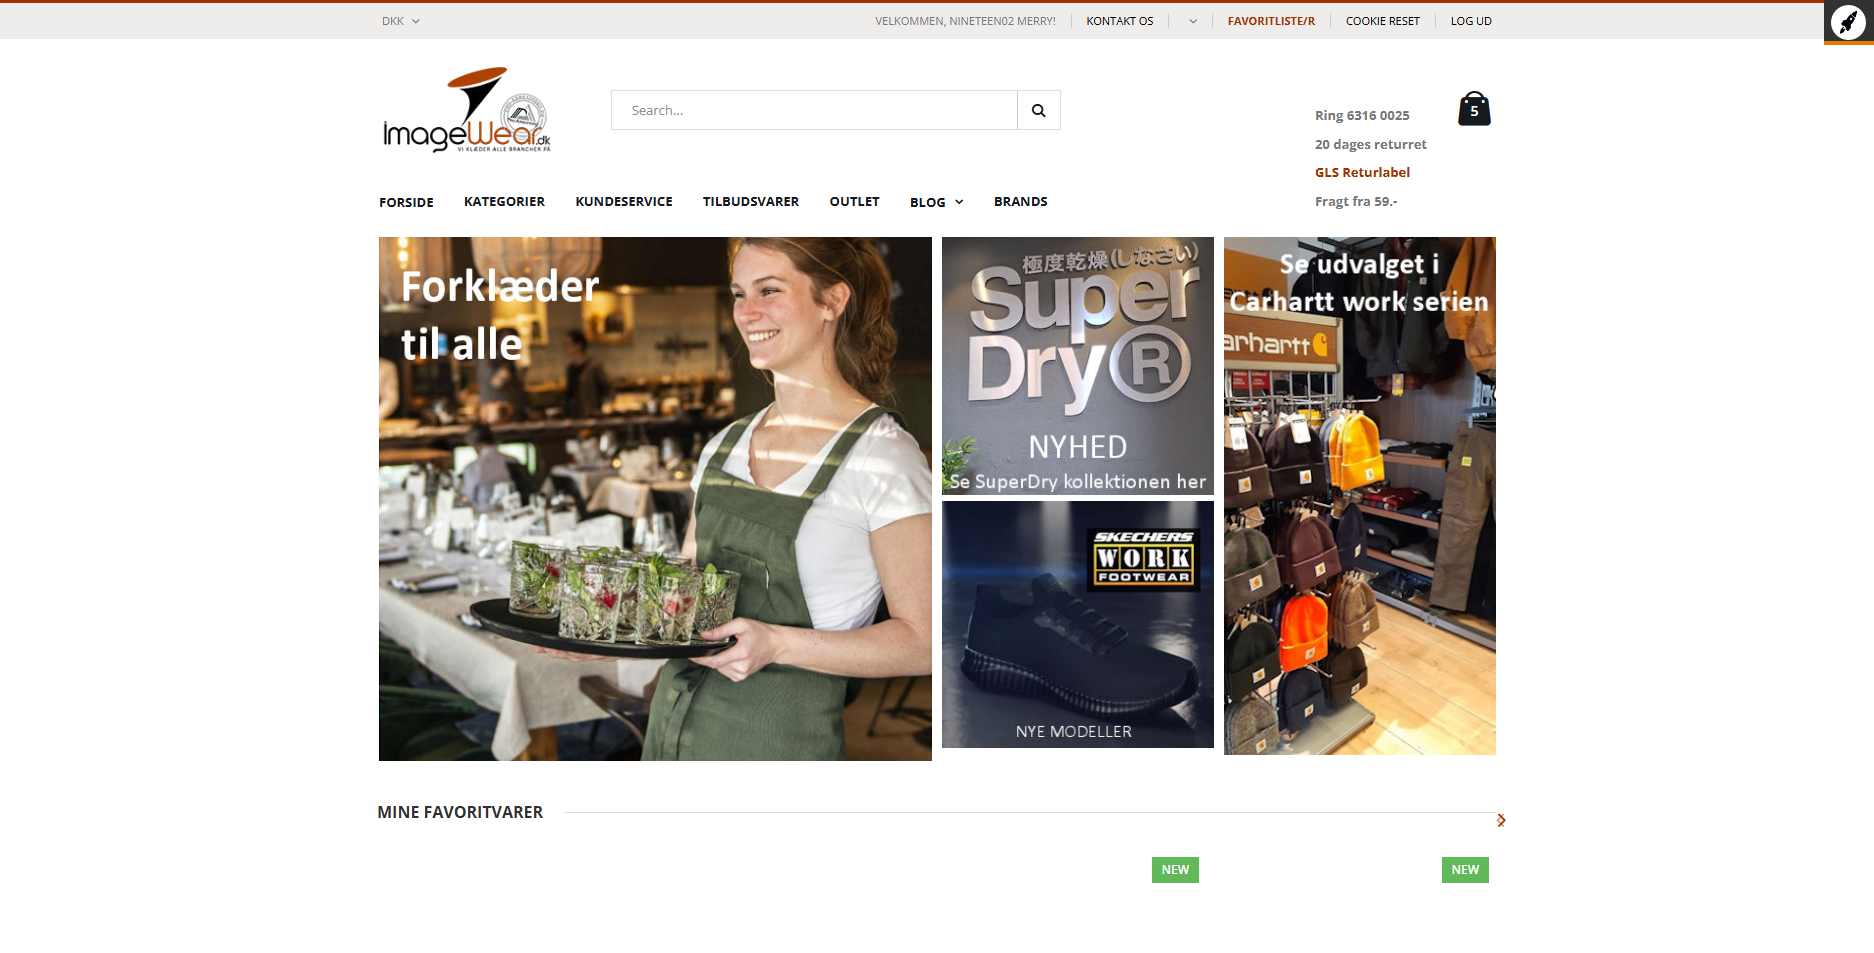 DKK
VELKOMMEN, NINETEEN02 MERRY!
KONTAKT OS
FAVORITLISTE/R
COOKIE RESET
LOG UD
imageWear.dk
VI KLÆDER ALLE BRANCHER PÅ
Search...
Ring 6316 0025
20 dages returret
GLS Returlabel
Fragt fra 59.-
5
FORSIDE
KATEGORIER
KUNDESERVICE
TILBUDSVARER
OUTLET
BLOG
BRANDS
Forklæder
til alle
極度乾燥(しなさい)
Super
Dry®
NYHED
Se SuperDry kollektionen her
SKECHERS
WORK
FOOTWEAR
NYE MODELLER
Se udvalget i
Carhartt work serien
arhartt
MINE FAVORITVARER
NEW
NEW